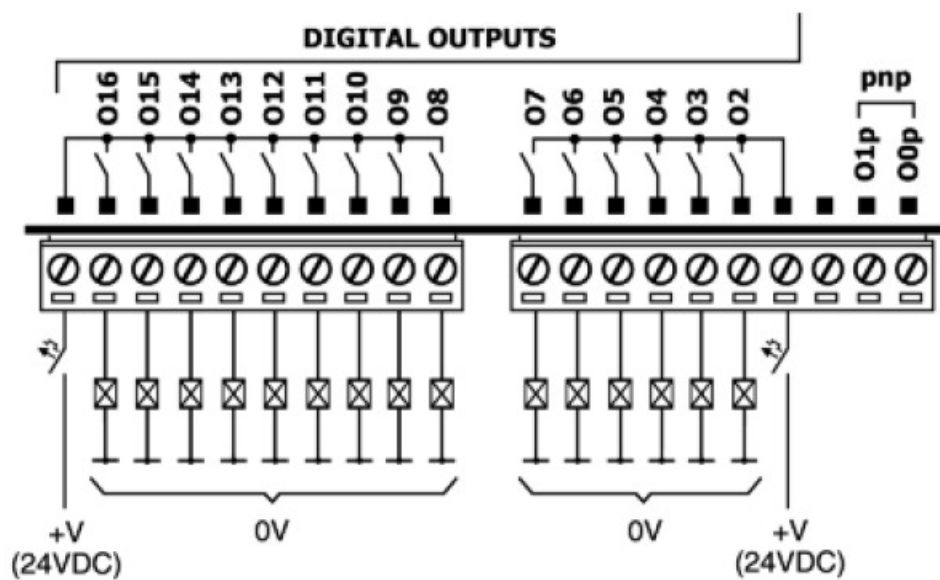 DIGITAL OUTPUTS
pnp
O16 O15 O14 O13 O12 O11 O10 O9 O8 O7 O6 O5 O4 O3 O2 O1p O0p
0V 0V
+V +V
(24VDC) (24VDC)